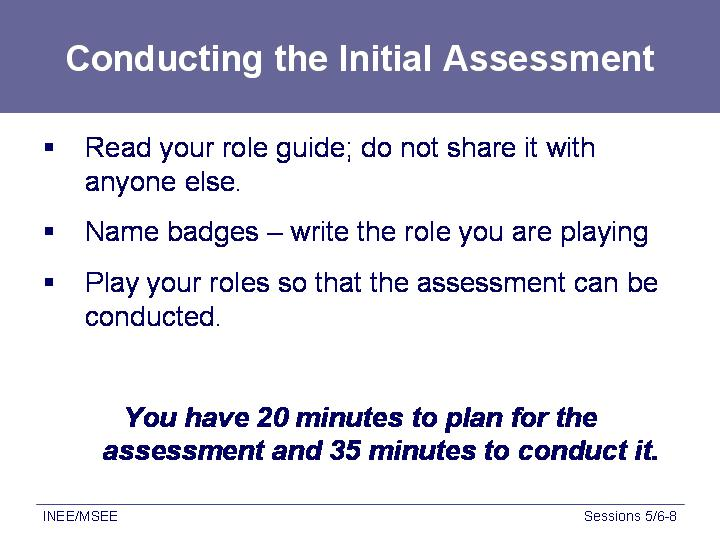 Conducting the Initial Assessment
▪ Read your role guide; do not share it with
anyone else.
▪ Name badges – write the role you are playing
▪ Play your roles so that the assessment can be
conducted.
You have 20 minutes to plan for the
assessment and 35 minutes to conduct it.
INEE/MSEE
Sessions 5/6-8